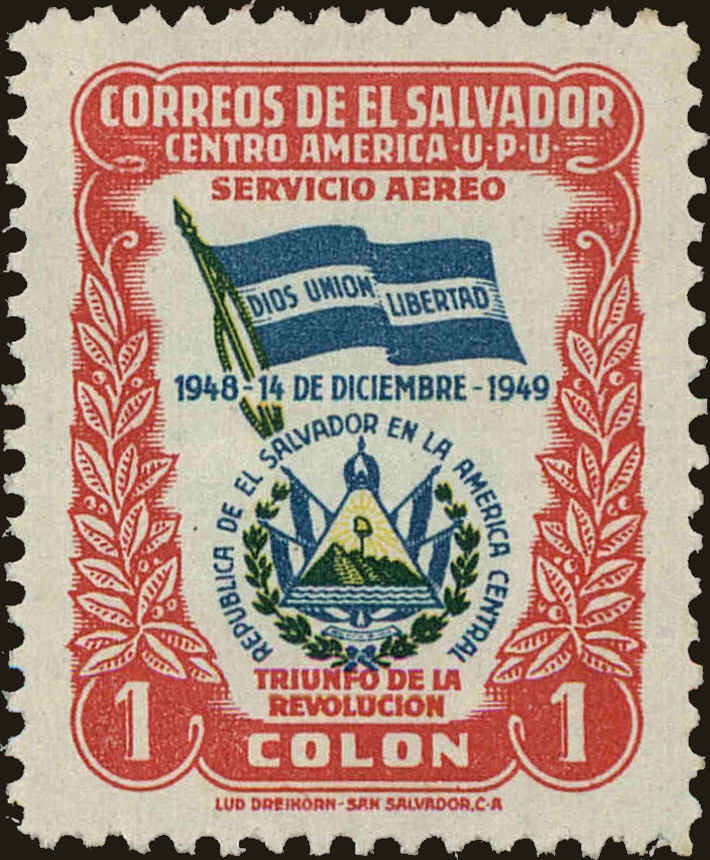 CORREOS DE EL SALVADOR
CENTRO AMERICA·U·P·U·
SERVICIO AEREO
DIOS UNION LIBERTAD
1948-14 DE DICIEMBRE-1949
REPUBLICA DE EL SALVADOR EN LA AMERICA CENTRAL
TRIUNFO DE LA
REVOLUCION
1 COLON 1
LUD DREIKORN-SAN SALVADOR,C·A